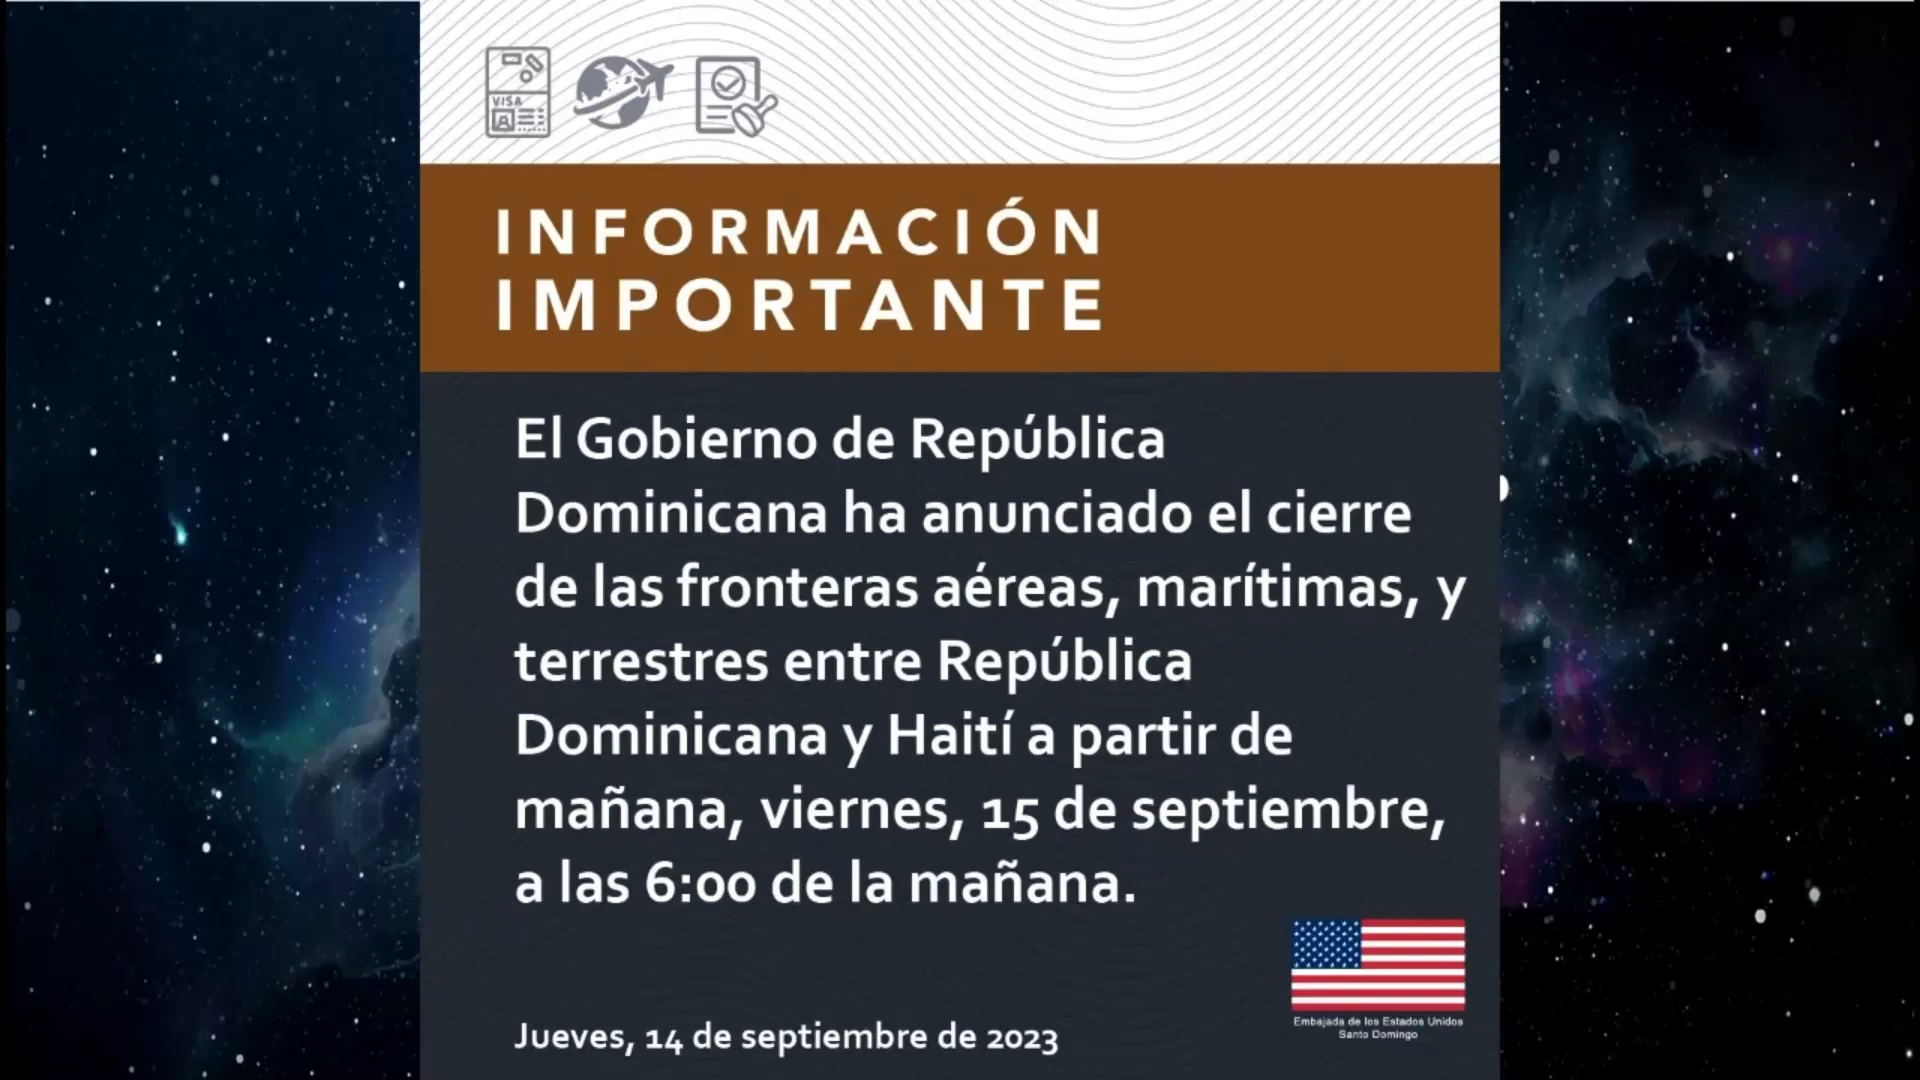 VISA
INFORMACIÓN
IMPORTANTE
El Gobierno de República
Dominicana ha anunciado el cierre
de las fronteras aéreas, marítimas, y
terrestres entre República
Dominicana y Haití a partir de
mañana, viernes, 15 de septiembre,
a las 6:00 de la mañana.
Embajada de los Estados Unidos
Santo Domingo
Jueves, 14 de septiembre de 2023